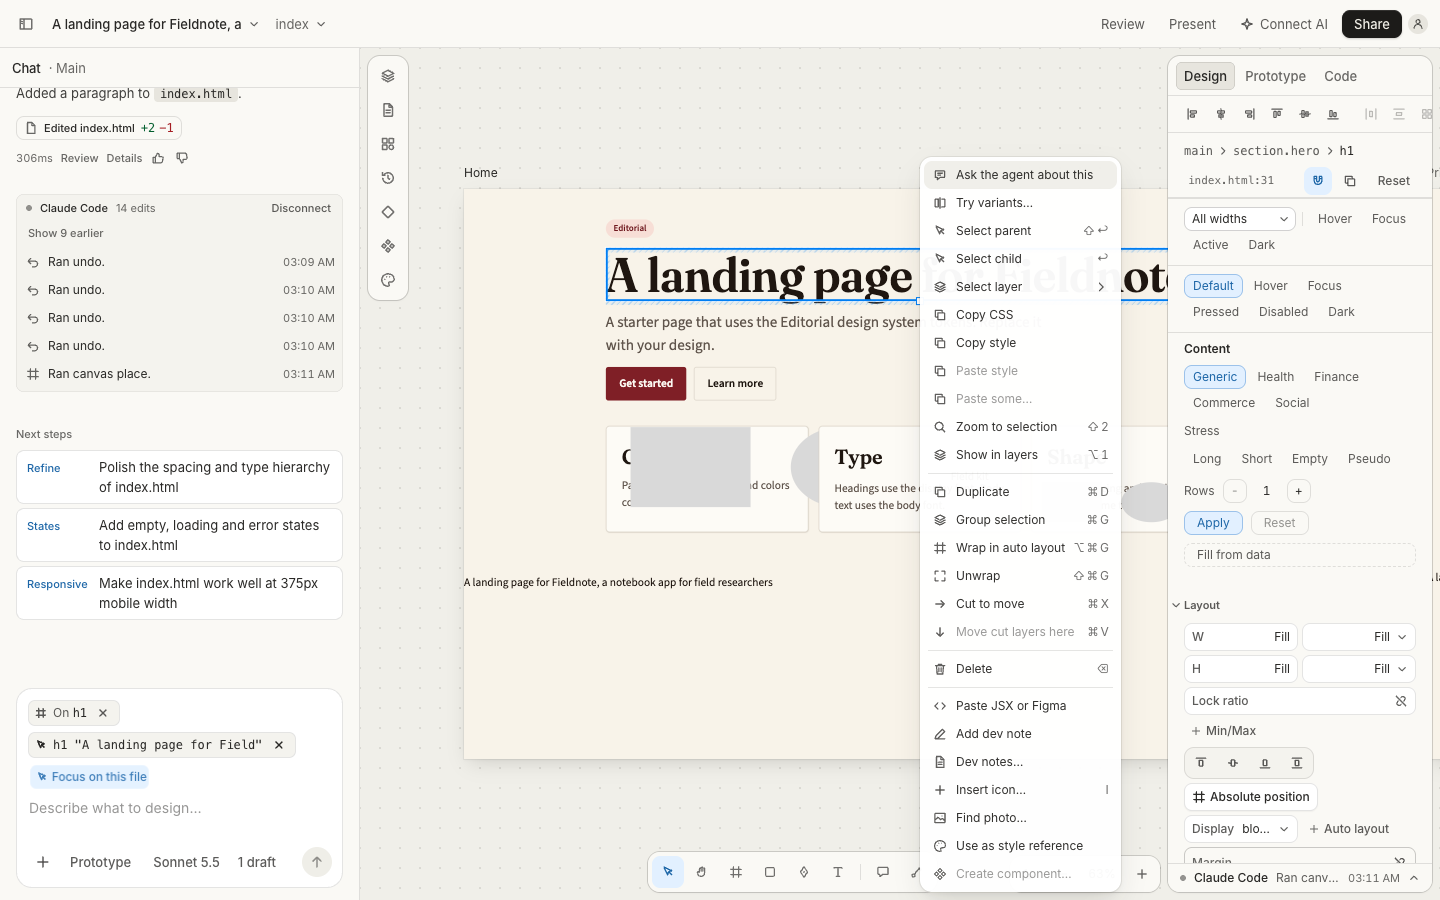 A landing page for Fieldnote, a
index
Review
Present
Connect AI
Share
Chat · Main
Added a paragraph to index.html.
Edited index.html +2 −1
306ms Review Details
Claude Code 14 edits Disconnect
Show 9 earlier
Ran undo. 03:09 AM
Ran undo. 03:10 AM
Ran undo. 03:10 AM
Ran undo. 03:10 AM
Ran canvas place. 03:11 AM
Next steps
Refine Polish the spacing and type hierarchy
of index.html
States Add empty, loading and error states
to index.html
Responsive Make index.html work well at 375px
mobile width
On h1
h1 "A landing page for Field"
Focus on this file
Describe what to design...
Prototype Sonnet 5.5 1 draft
Home
Editorial
A landing page for Fieldnote
A starter page that uses the Editorial design system
with your design.
Get started
Learn more
Type
d colors
Headings use the
text uses the body
Shape
A landing page for Fieldnote, a notebook app for field researchers
Ask the agent about this
Try variants...
Select parent ⇧↩
Select child ↩
Select layer
Copy CSS
Copy style
Paste style
Paste some...
Zoom to selection ⇧2
Show in layers ⌥1
Duplicate ⌘D
Group selection ⌘G
Wrap in auto layout ⌥⌘G
Unwrap ⇧⌘G
Cut to move ⌘X
Move cut layers here ⌘V
Delete ⌫
Paste JSX or Figma
Add dev note
Dev notes...
Insert icon... I
Find photo...
Use as style reference
Create component...
Design Prototype Code
main > section.hero > h1
index.html:31 Reset
All widths Hover Focus
Active Dark
Default Hover Focus
Pressed Disabled Dark
Content
Generic Health Finance
Commerce Social
Stress
Long Short Empty Pseudo
Rows - 1 +
Apply Reset
Fill from data
Layout
W Fill Fill
H Fill Fill
Lock ratio
+ Min/Max
Absolute position
Display blo... + Auto layout
Margin
Claude Code Ran canv... 03:11 AM